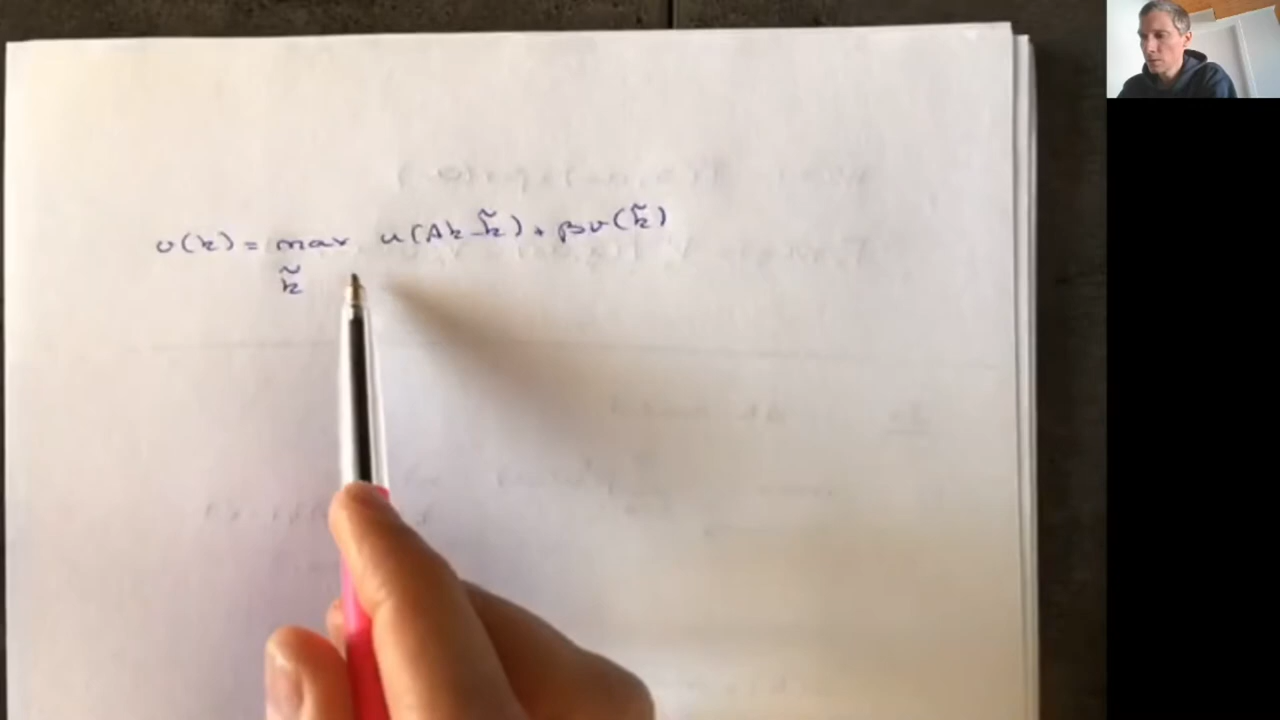 v(k) = max u(Ak - k̃) + βv(k̃)
k̃